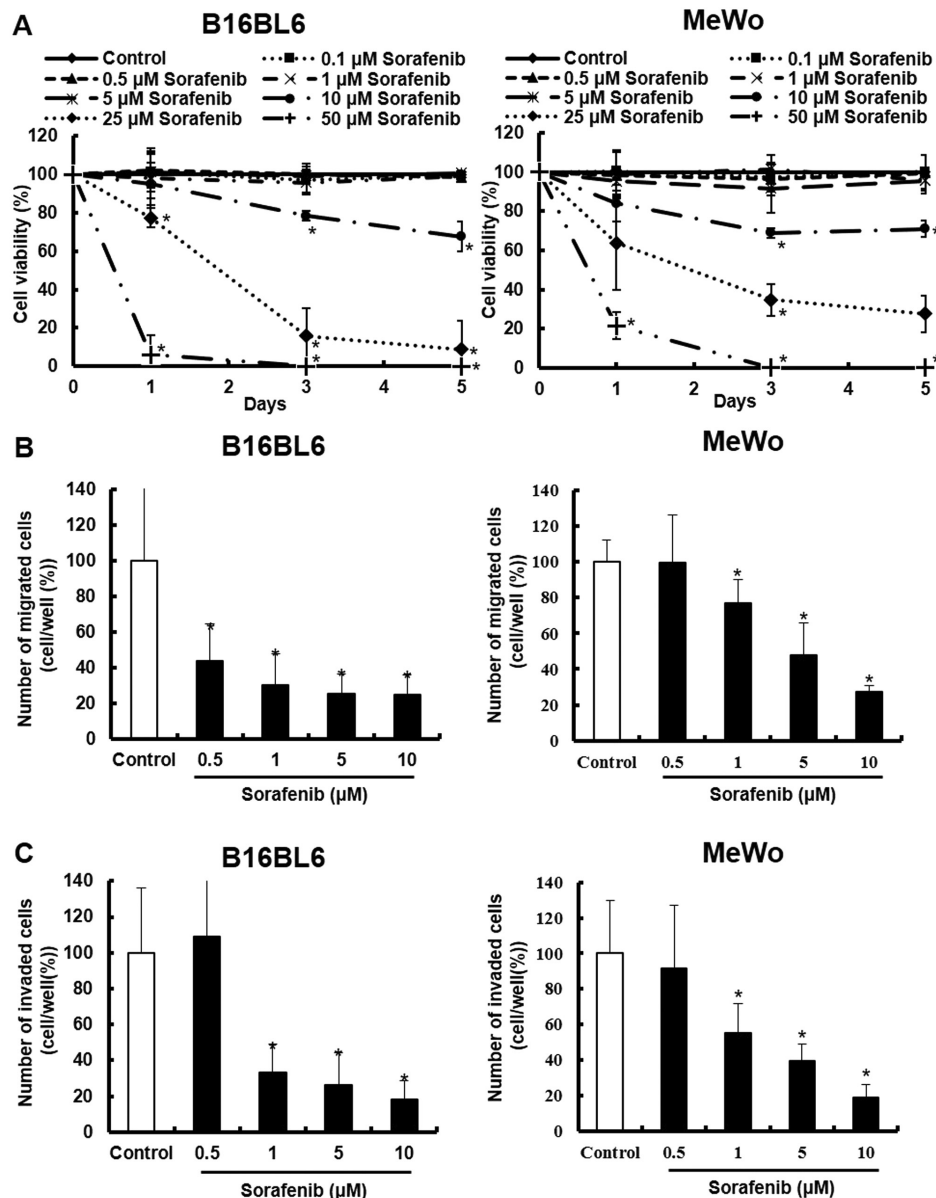 A
B16BL6
MeWo
Control
0.1 μM Sorafenib
0.5 μM Sorafenib
1 μM Sorafenib
5 μM Sorafenib
10 μM Sorafenib
25 μM Sorafenib
50 μM Sorafenib
Control
0.1 μM Sorafenib
0.5 μM Sorafenib
1 μM Sorafenib
5 μM Sorafenib
10 μM Sorafenib
25 μM Sorafenib
50 μM Sorafenib
Cell viability (%)
120
100
80
60
40
20
0
0 1 2 3 4 5
Days
* * * * * * * *
Cell viability (%)
120
100
80
60
40
20
0
0 1 2 3 4 5
Days
* * * * * * *
B
B16BL6
MeWo
Number of migrated cells
(cell/well (%))
140
120
100
80
60
40
20
0
* * * *
Control 0.5 1 5 10
Sorafenib (μM)
Number of migrated cells
(cell/well (%))
140
120
100
80
60
40
20
0
* * *
Control 0.5 1 5 10
Sorafenib (μM)
C
B16BL6
MeWo
Number of invaded cells
(cell/well(%))
140
120
100
80
60
40
20
0
* * *
Control 0.5 1 5 10
Sorafenib (μM)
Number of invaded cells
(cell/well(%))
140
120
100
80
60
40
20
0
* * *
Control 0.5 1 5 10
Sorafenib (μM)